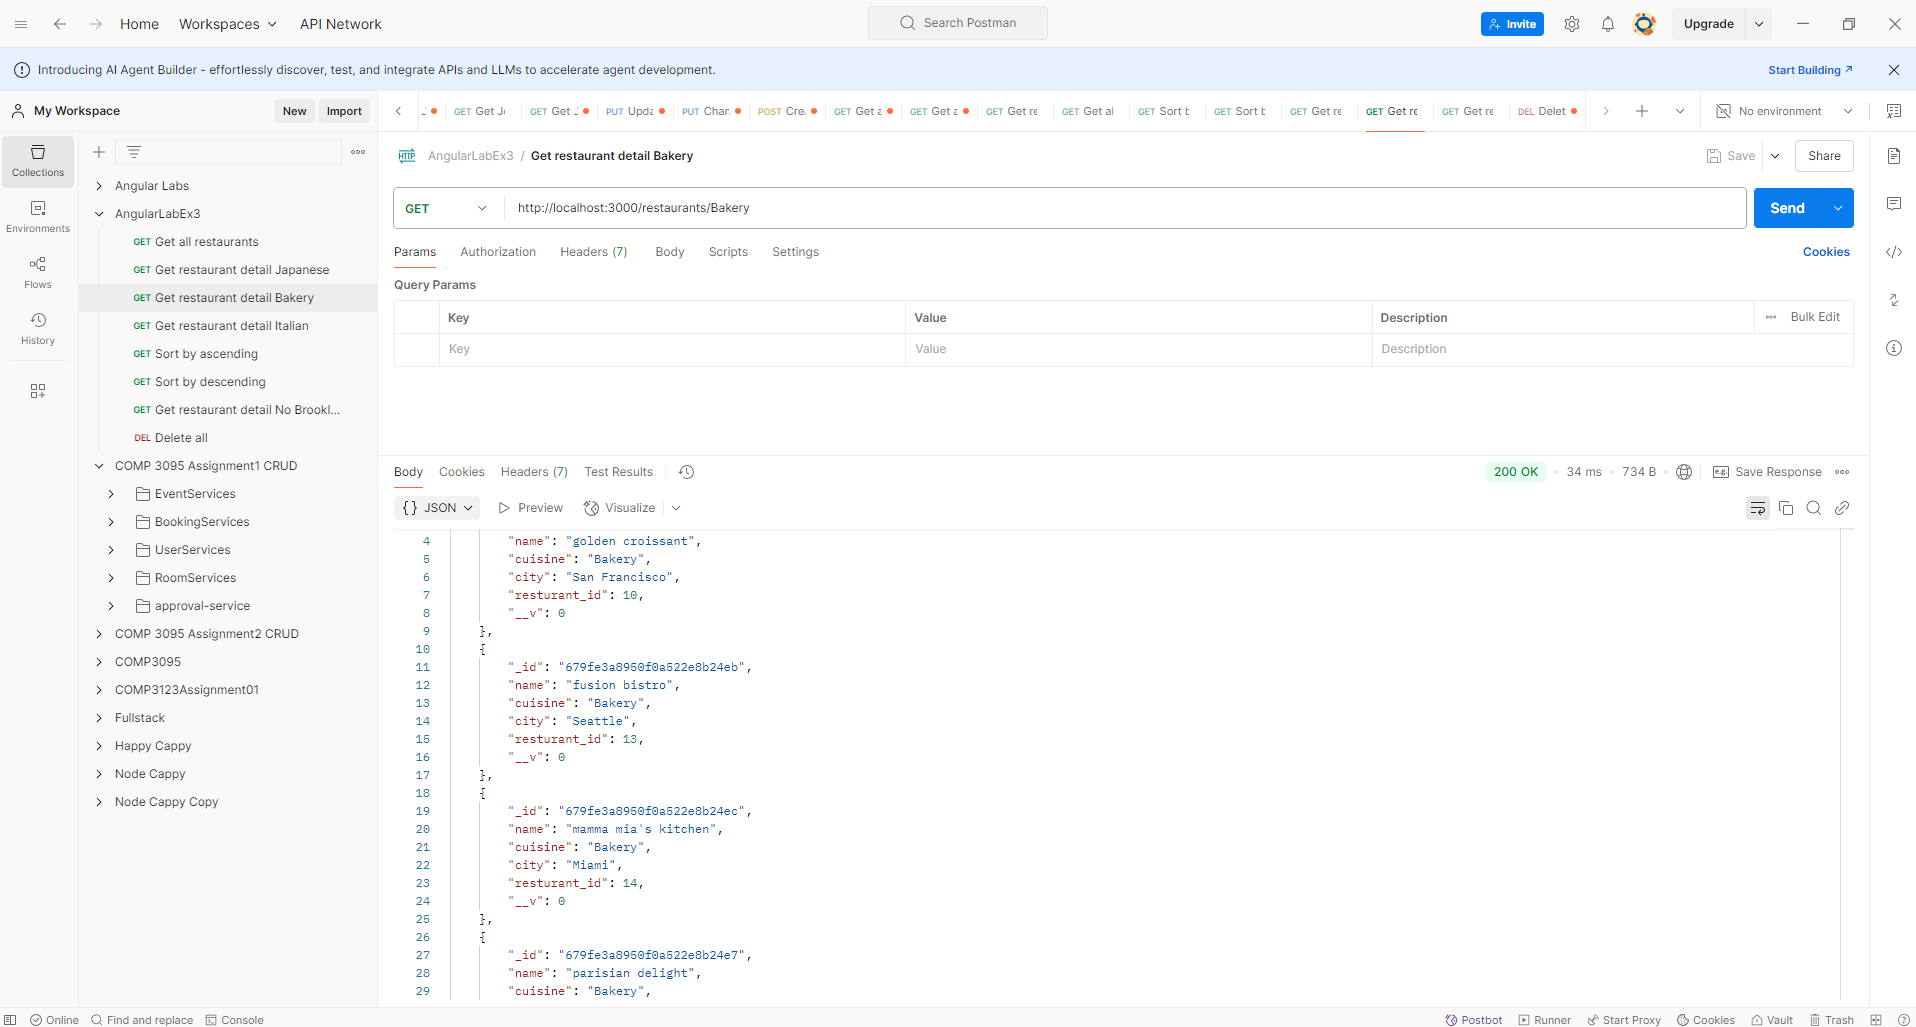 Home Workspaces API Network Search Postman Invite Upgrade
Introducing AI Agent Builder - effortlessly discover, test, and integrate APIs and LLMs to accelerate agent development. Start Building
My Workspace New Import
GET Get Jo GET Get J PUT Upda PUT Chan POST Cre GET Get a GET Get a GET Get re GET Get al GET Sort b GET Sort b GET Get re GET Get re GET Get re DEL Delet No environment
Collections
Environments
Flows
History
Angular Labs
AngularLabEx3
GET Get all restaurants
GET Get restaurant detail Japanese
GET Get restaurant detail Bakery
GET Get restaurant detail Italian
GET Sort by ascending
GET Sort by descending
GET Get restaurant detail No Brookl...
DEL Delete all
COMP 3095 Assignment1 CRUD
EventServices
BookingServices
UserServices
RoomServices
approval-service
COMP 3095 Assignment2 CRUD
COMP3095
COMP3123Assignment01
Fullstack
Happy Cappy
Node Cappy
Node Cappy Copy
HTTP AngularLabEx3 / Get restaurant detail Bakery Save Share
GET http://localhost:3000/restaurants/Bakery Send
Params Authorization Headers (7) Body Scripts Settings Cookies
Query Params
Key Value Description Bulk Edit
Key Value Description
Body Cookies Headers (7) Test Results 200 OK 34 ms 734 B e.g. Save Response
{} JSON Preview Visualize
4 "name": "golden croissant",
5 "cuisine": "Bakery",
6 "city": "San Francisco",
7 "resturant_id": 10,
8 "__v": 0
9 },
10 {
11 "_id": "679fe3a8950f0a522e8b24eb",
12 "name": "fusion bistro",
13 "cuisine": "Bakery",
14 "city": "Seattle",
15 "resturant_id": 13,
16 "__v": 0
17 },
18 {
19 "_id": "679fe3a8950f0a522e8b24ec",
20 "name": "mamma mia's kitchen",
21 "cuisine": "Bakery",
22 "city": "Miami",
23 "resturant_id": 14,
24 "__v": 0
25 },
26 {
27 "_id": "679fe3a8950f0a522e8b24e7",
28 "name": "parisian delight",
29 "cuisine": "Bakery",
Online Find and replace Console Postbot Runner Start Proxy Cookies Vault Trash